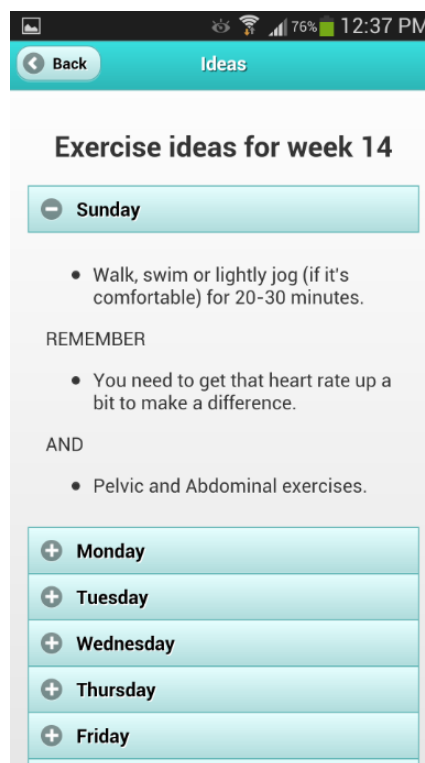 76% 12:37 PM
Back
Ideas
Exercise ideas for week 14
Sunday
Walk, swim or lightly jog (if it's
comfortable) for 20-30 minutes.
REMEMBER
You need to get that heart rate up a
bit to make a difference.
AND
Pelvic and Abdominal exercises.
Monday
Tuesday
Wednesday
Thursday
Friday